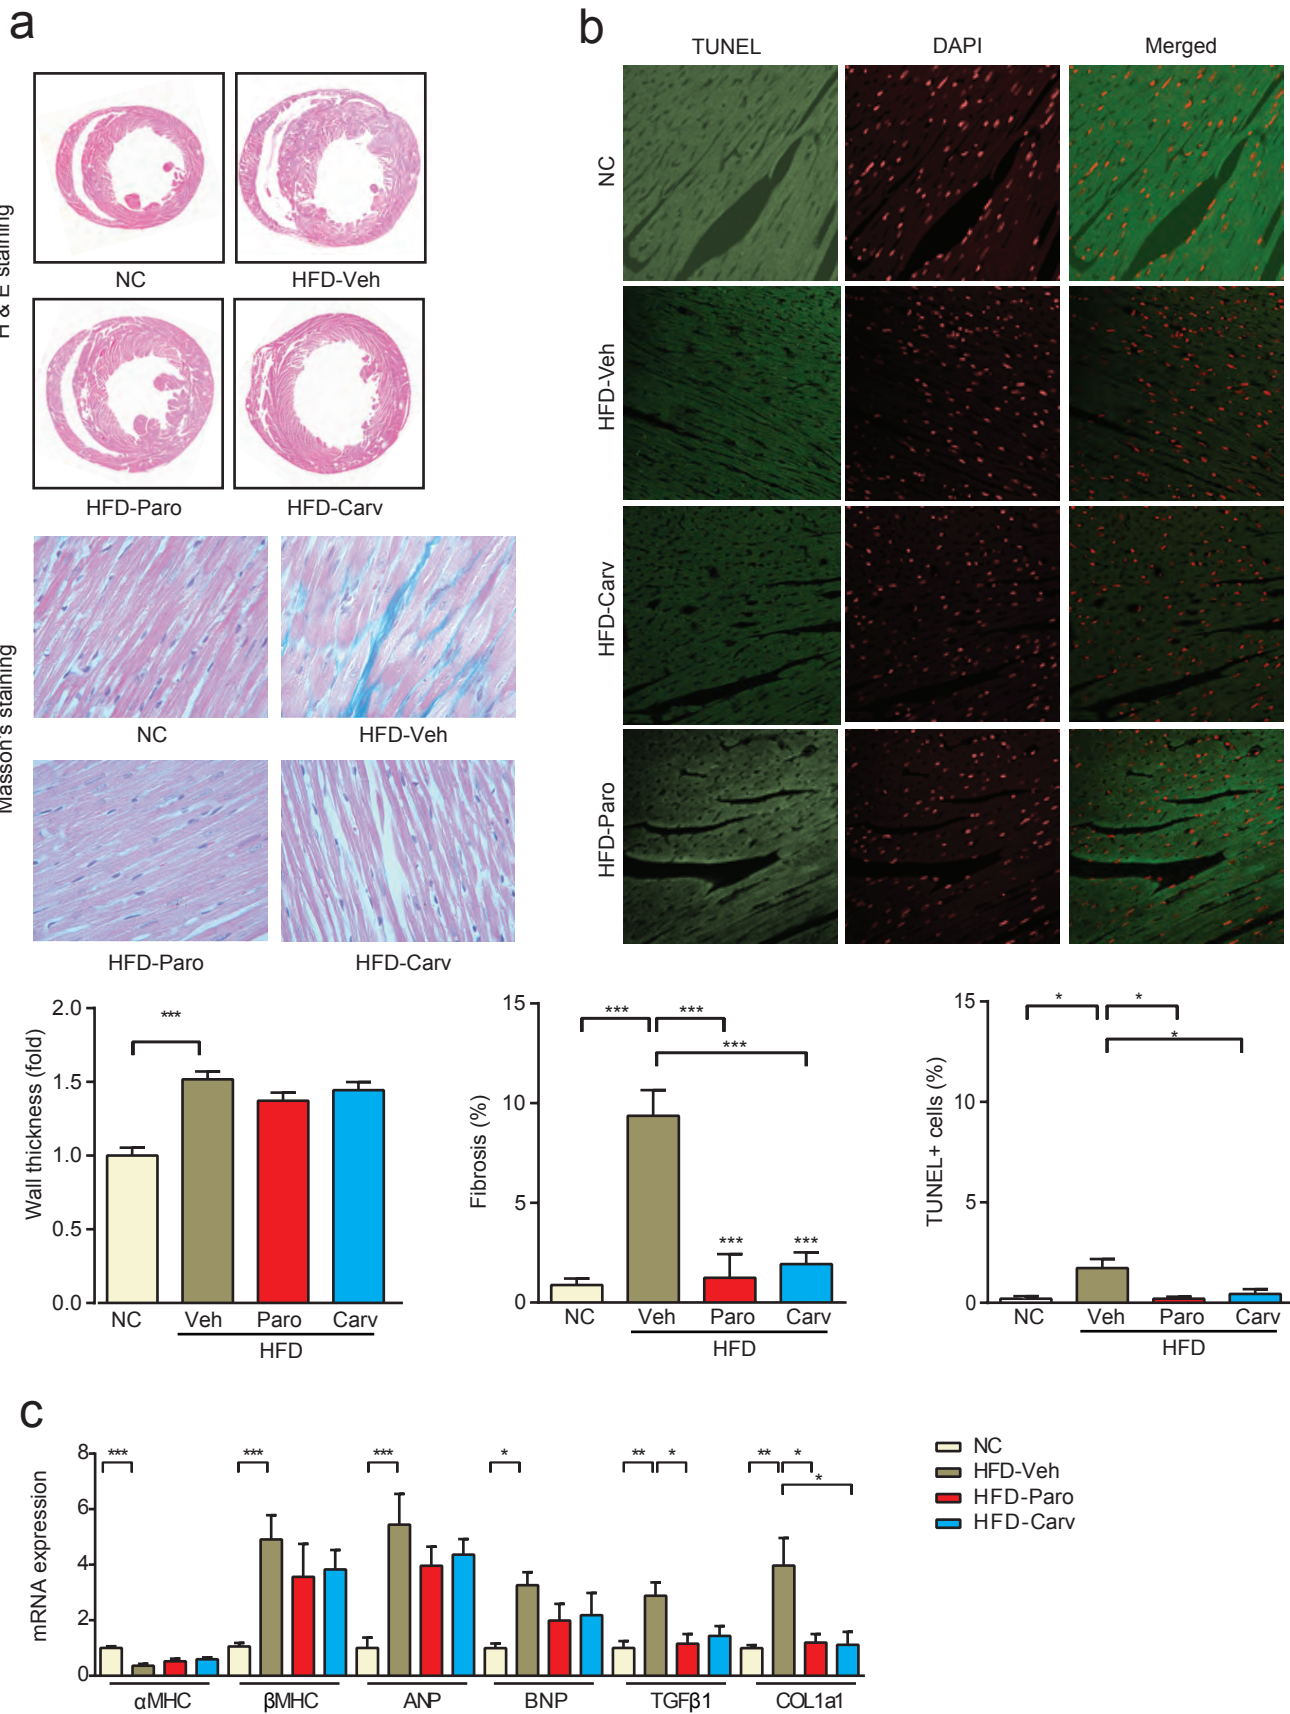 a
H & E staining
NC
HFD-Veh
HFD-Paro
HFD-Carv
Masson's staining
NC
HFD-Veh
HFD-Paro
HFD-Carv
b
TUNEL
DAPI
Merged
NC
HFD-Veh
HFD-Carv
HFD-Paro
Wall thickness (fold)
2.0
1.5
1.0
0.5
0.0
***
NC
Veh
Paro
Carv
HFD
Fibrosis (%)
15
10
5
0
***
***
***
***
***
NC
Veh
Paro
Carv
HFD
TUNEL+ cells (%)
15
10
5
0
*
*
*
NC
Veh
Paro
Carv
HFD
c
mRNA expression
8
6
4
2
0
***
***
***
*
**
*
**
*
*
αMHC
βMHC
ANP
BNP
TGFβ1
COL1a1
NC
HFD-Veh
HFD-Paro
HFD-Carv